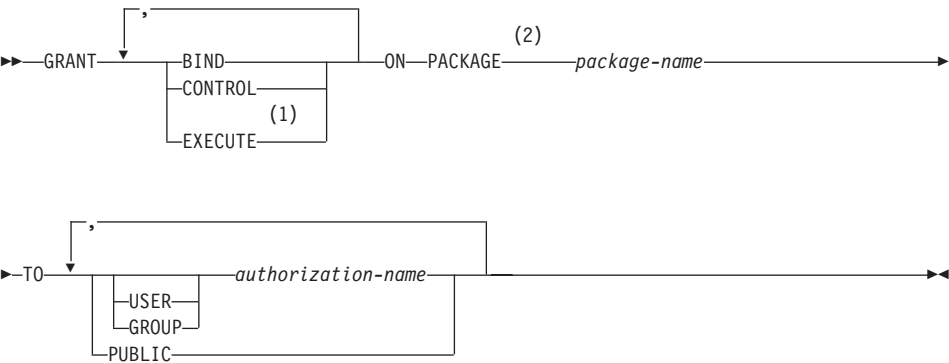 ,
(2)
►►─GRANT BIND ON─PACKAGE package-name ►
CONTROL
(1)
EXECUTE
,
►─TO authorization-name ►◄
USER
GROUP
PUBLIC